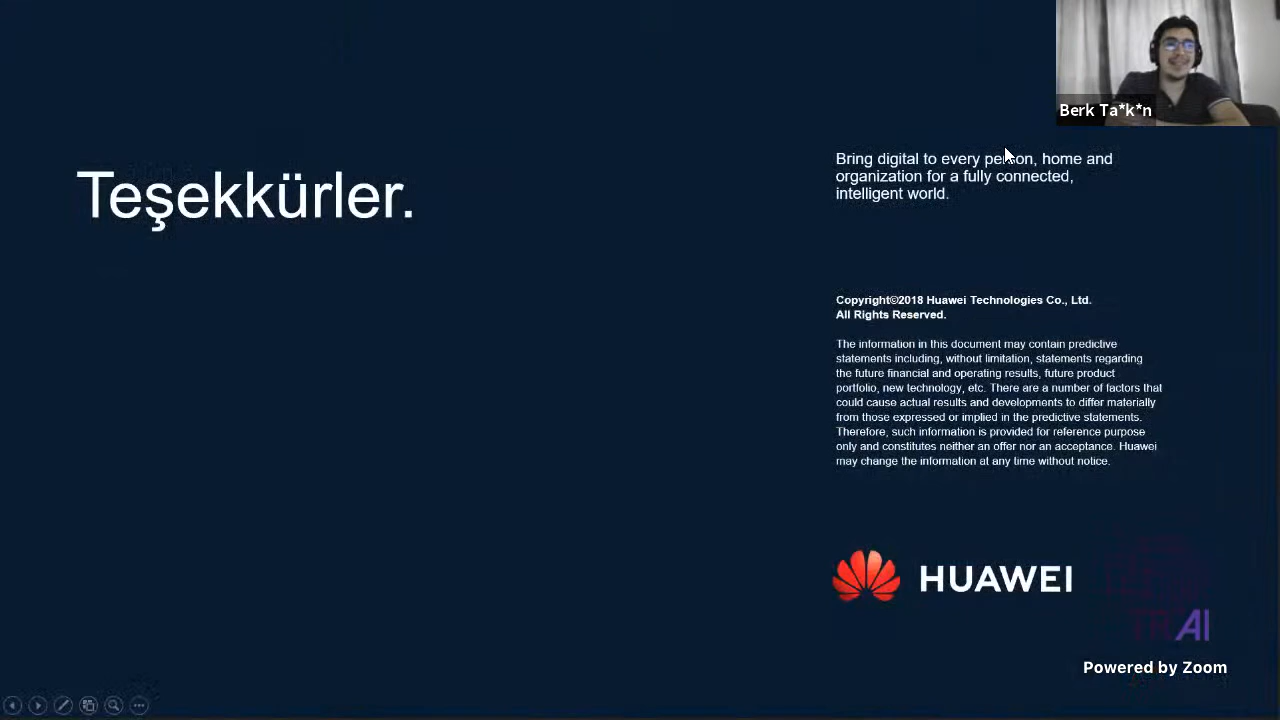 Berk Ta*k*n
Teşekkürler.
Bring digital to every person, home and
organization for a fully connected,
intelligent world.
Copyright©2018 Huawei Technologies Co., Ltd.
All Rights Reserved.
The information in this document may contain predictive
statements including, without limitation, statements regarding
the future financial and operating results, future product
portfolio, new technology, etc. There are a number of factors that
could cause actual results and developments to differ materially
from those expressed or implied in the predictive statements.
Therefore, such information is provided for reference purpose
only and constitutes neither an offer nor an acceptance. Huawei
may change the information at any time without notice.
HUAWEI
TRAI
Powered by Zoom